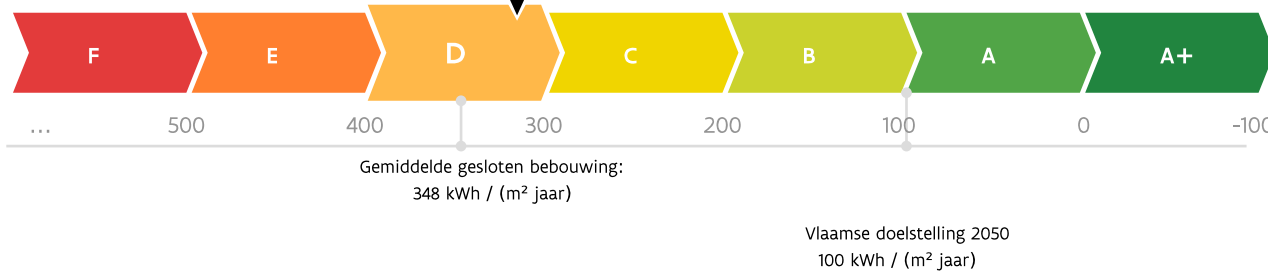 F E D C B A A+
... 500 400 300 200 100 0 -100
Gemiddelde gesloten bebouwing:
348 kWh / (m² jaar)
Vlaamse doelstelling 2050
100 kWh / (m² jaar)